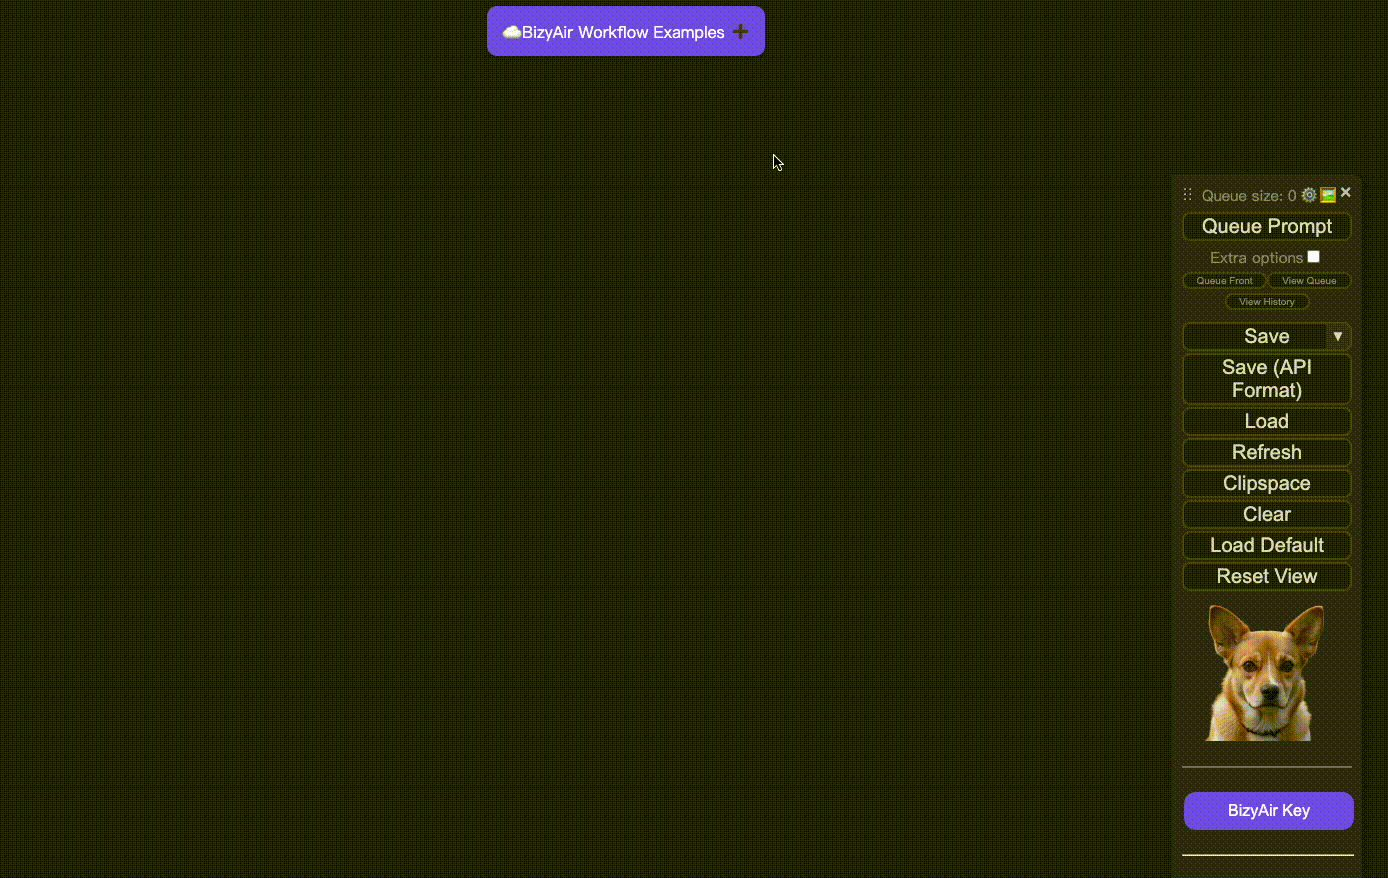 ☁️BizyAir Workflow Examples ➕
Queue size: 0 ⚙️🖼️✕
Queue Prompt
Extra options
Queue Front View Queue
View History
Save ▼
Save (API
Format)
Load
Refresh
Clipspace
Clear
Load Default
Reset View
BizyAir Key